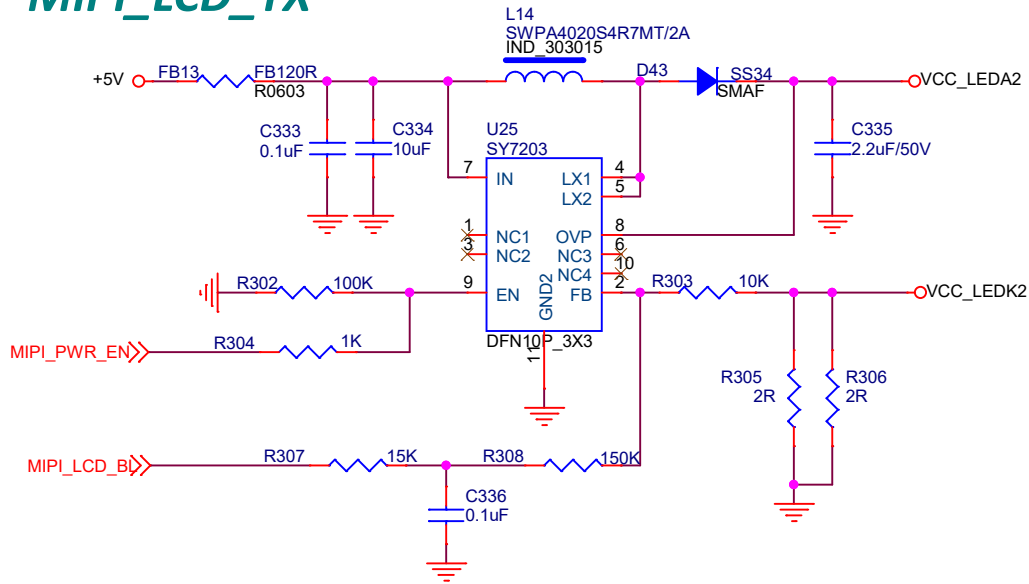 MIPI_LCD_TX
L14
SWPA4020S4R7MT/2A
IND_303015
+5V
FB13
FB120R
R0603
D43
SS34
SMAF
VCC_LEDA2
C333
0.1uF
C334
10uF
U25
SY7203
C335
2.2uF/50V
7
IN
LX1
4
LX2
5
1
NC1
OVP
8
3
NC2
NC3
6
NC4
10
R302
100K
9
EN
GND2
FB
2
R303
10K
VCC_LEDK2
DFN10P_3X3
11
MIPI_PWR_EN
R304
1K
R305
2R
R306
2R
MIPI_LCD_BL
R307
15K
R308
150K
C336
0.1uF